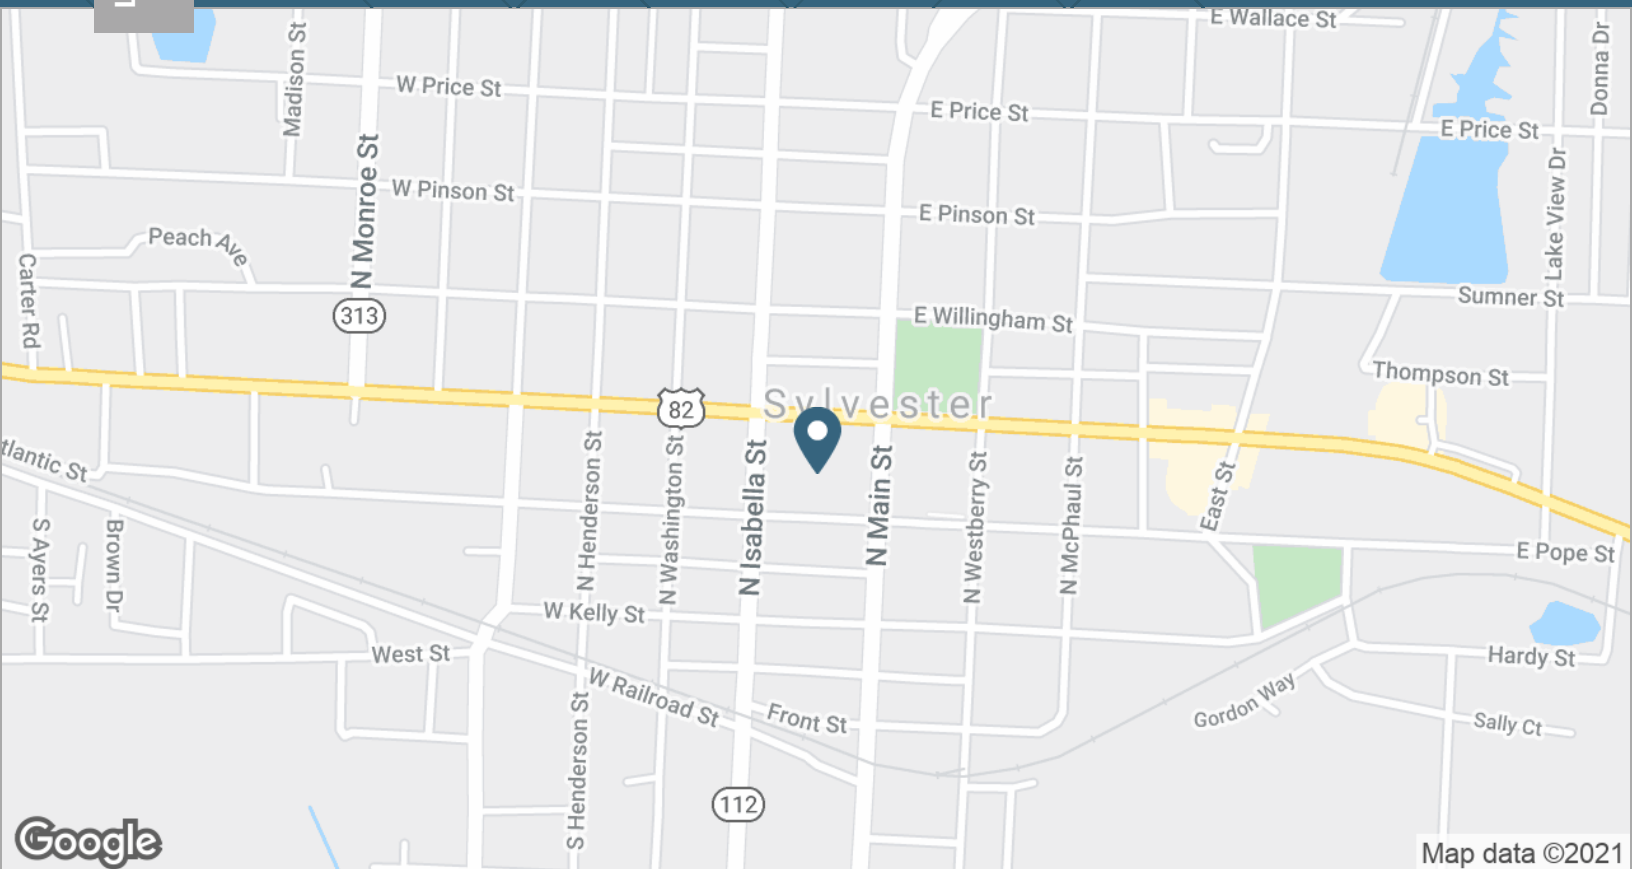 E Wallace St
Madison St
W Price St
E Price St
E Price St
Donna Dr
N Monroe St
W Pinson St
E Pinson St
Lake View Dr
Peach Ave
Carter Rd
313
E Willingham St
Sumner St
Thompson St
82
Sylvester
tlantic St
N Henderson St
N Washington St
N Isabella St
N Main St
N Westberry St
N McPhaul St
East St
E Pope St
S Ayers St
Brown Dr
W Kelly St
West St
Hardy St
W Railroad St
Front St
Gordon Way
Sally Ct
S Henderson St
112
Google
Map data ©2021